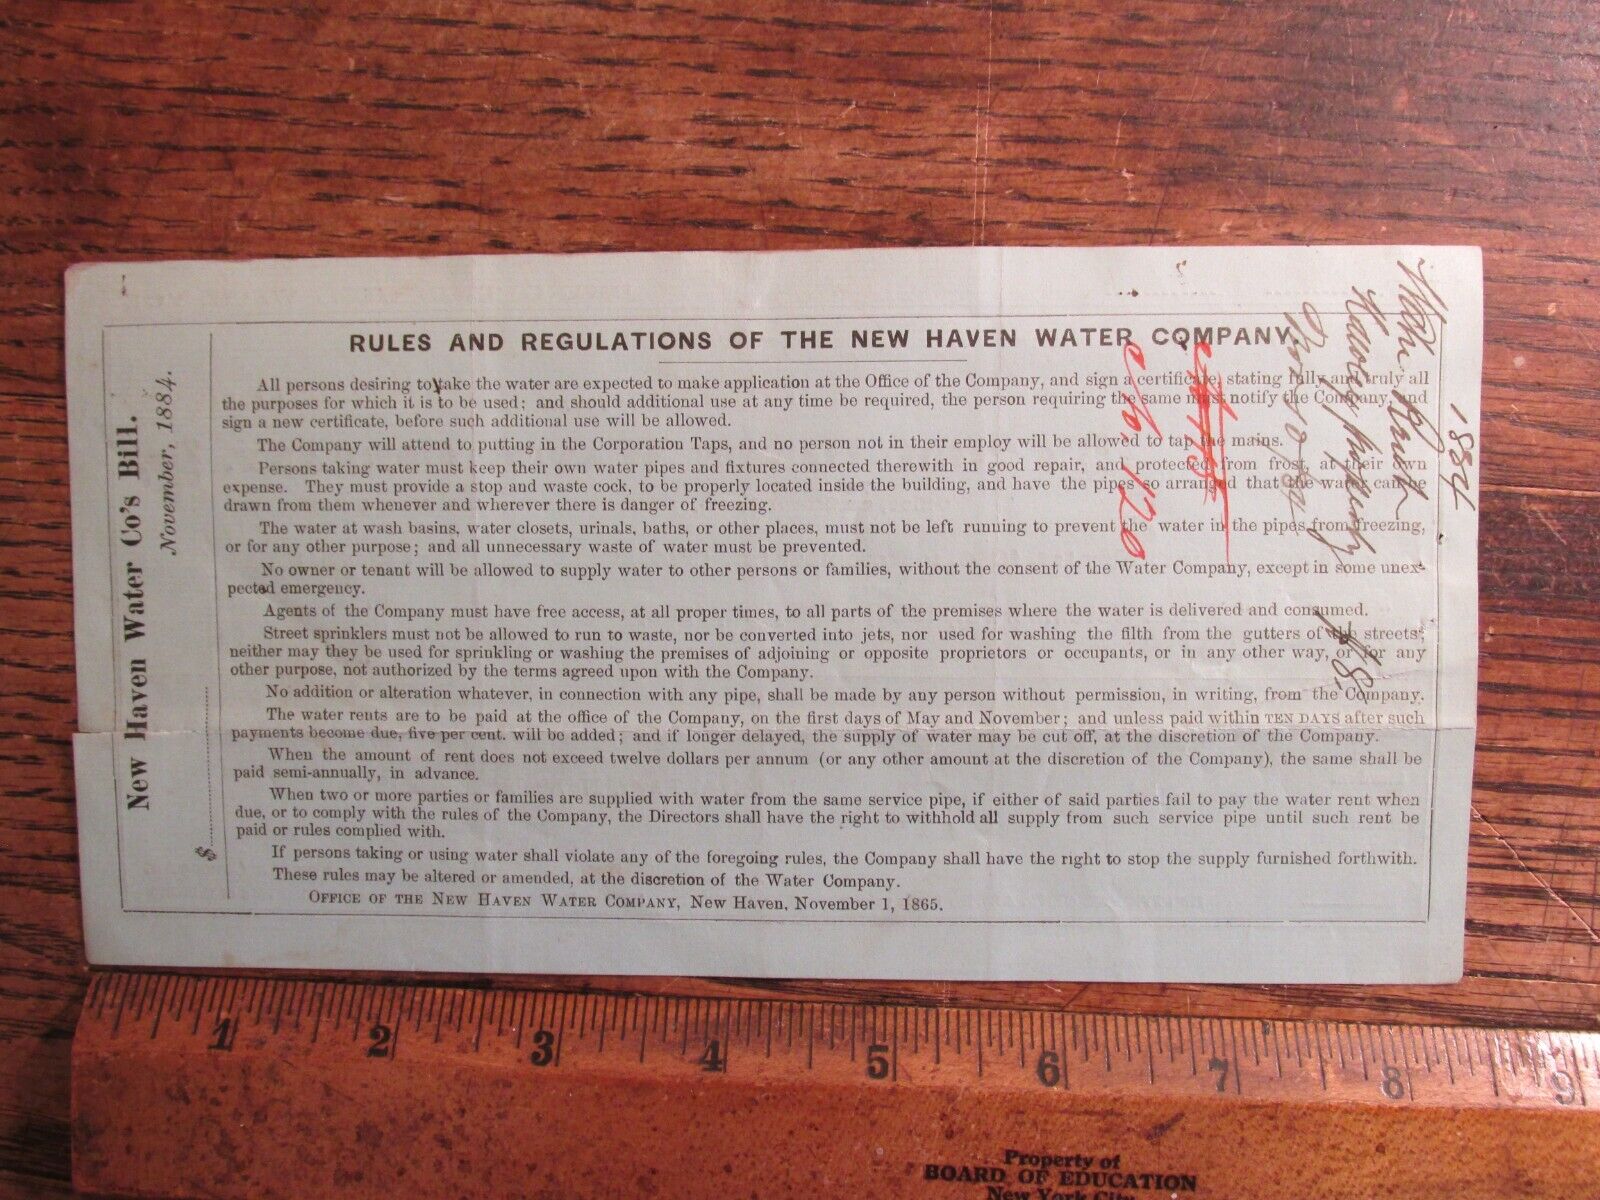 New Haven Water Co's Bill.
November, 1884.
$
RULES AND REGULATIONS OF THE NEW HAVEN WATER COMPANY.
All persons desiring to take the water are expected to make application at the Office of the Company, and sign a certificate, stating fully and truly all
the purposes for which it is to be used; and should additional use at any time be required, the person requiring the same must notify the Company, and
sign a new certificate, before such additional use will be allowed.
The Company will attend to putting in the Corporation Taps, and no person not in their employ will be allowed to tap the mains.
Persons taking water must keep their own water pipes and fixtures connected therewith in good repair, and protected from frost, at their own
expense. They must provide a stop and waste cock, to be properly located inside the building, and have the pipes so arranged that the water can be
drawn from them whenever and wherever there is danger of freezing.
The water at wash basins, water closets, urinals, baths, or other places, must not be left running to prevent the water in the pipes from freezing,
or for any other purpose; and all unnecessary waste of water must be prevented.
No owner or tenant will be allowed to supply water to other persons or families, without the consent of the Water Company, except in some unex-
pected emergency.
Agents of the Company must have free access, at all proper times, to all parts of the premises where the water is delivered and consumed.
Street sprinklers must not be allowed to run to waste, nor be converted into jets, nor used for washing the filth from the gutters of the streets;
neither may they be used for sprinkling or washing the premises of adjoining or opposite proprietors or occupants, or in any other way, or for any
other purpose, not authorized by the terms agreed upon with the Company.
No addition or alteration whatever, in connection with any pipe, shall be made by any person without permission, in writing, from the Company.
The water rents are to be paid at the office of the Company, on the first days of May and November; and unless paid within TEN DAYS after such
payments become due, five per cent. will be added; and if longer delayed, the supply of water may be cut off, at the discretion of the Company.
When the amount of rent does not exceed twelve dollars per annum (or any other amount at the discretion of the Company), the same shall be
paid semi-annually, in advance.
When two or more parties or families are supplied with water from the same service pipe, if either of said parties fail to pay the water rent when
due, or to comply with the rules of the Company, the Directors shall have the right to withhold all supply from such service pipe until such rent be
paid or rules complied with.
If persons taking or using water shall violate any of the foregoing rules, the Company shall have the right to stop the supply furnished forthwith.
These rules may be altered or amended, at the discretion of the Water Company.
OFFICE OF THE NEW HAVEN WATER COMPANY, New Haven, November 1, 1865.
1884
Water Rent
$18.
No. 120
1 2 3 4 5 6 7 8 9
Property of
BOARD OF EDUCATION
New York City